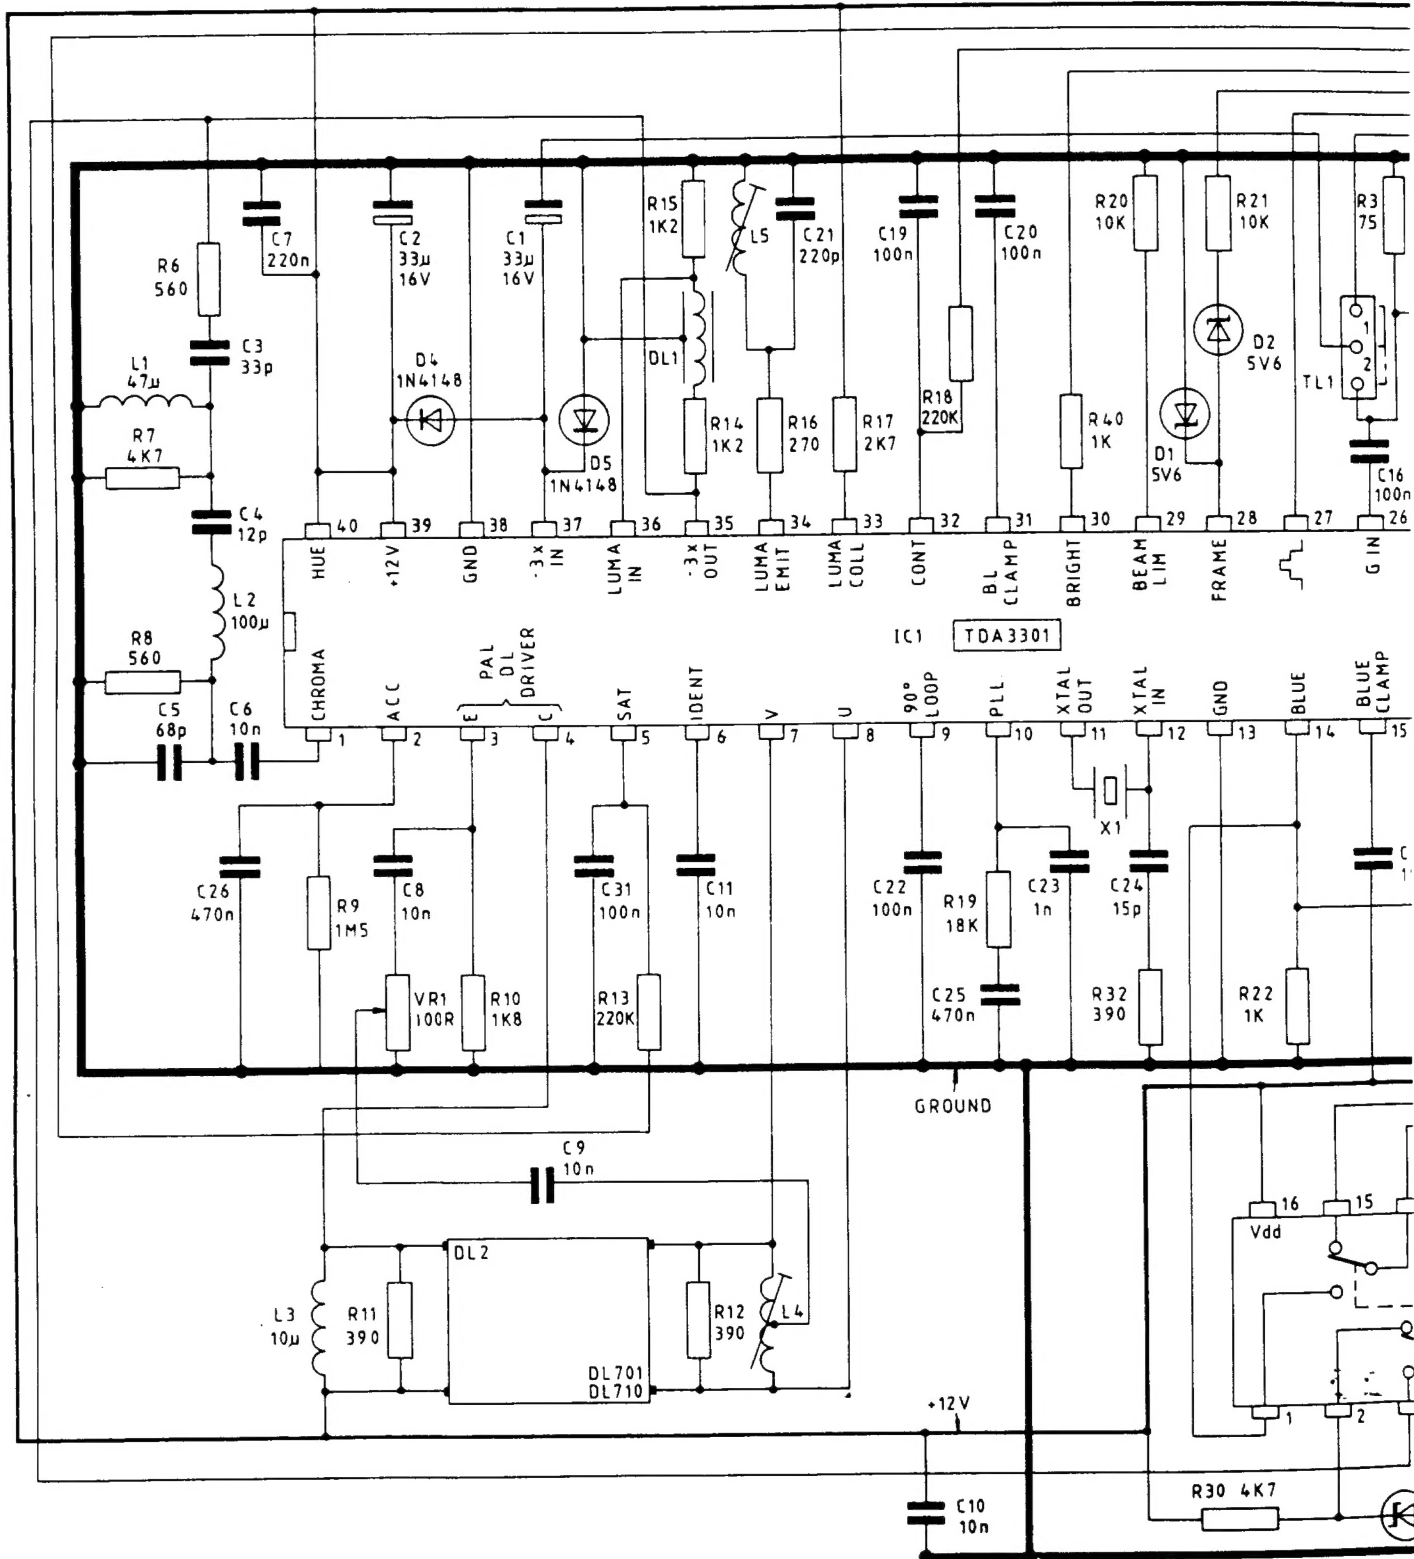 C7
220n
C2
33µ
16V
C1
33µ
16V
R15
1K2
L5
C21
220p
C19
100n
C20
100n
R20
10K
R21
10K
R3
75
R6
560
C3
33p
L1
47µ
R7
4K7
C4
12p
L2
100µ
R8
560
C5
68p
C6
10n
D4
1N4148
D5
1N4148
DL1
R14
1K2
R16
270
R17
2K7
R18
220K
R40
1K
D1
5V6
D2
5V6
TL1
1
2
C16
100n
40
39
38
37
36
35
34
33
32
31
30
29
28
27
26
HUE
+12V
GND
-3x
IN
LUMA
IN
-3x
OUT
LUMA
EMIT
LUMA
COLL
CONT
BL
CLAMP
BRIGHT
BEAM
LIM
FRAME
G IN
IC1
TDA3301
CHROMA
ACC
PAL
DL
DRIVER
E
C
SAT
IDENT
V
U
90°
LOOP
PLL
XTAL
OUT
XTAL
IN
GND
BLUE
BLUE
CLAMP
1
2
3
4
5
6
7
8
9
10
11
12
13
14
15
X1
C26
470n
R9
1M5
C8
10n
VR1
100R
R10
1K8
C31
100n
R13
220K
C11
10n
C22
100n
R19
18K
C23
1n
C24
15p
C25
470n
R32
390
R22
1K
C
GROUND
C9
10n
L3
10µ
R11
390
DL2
DL701
DL710
R12
390
L4
+12V
16
15
Vdd
1
2
C10
10n
R30 4K7